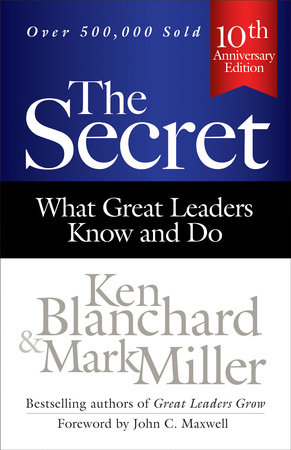 Over 500,000 Sold
10th
Anniversary
Edition
The
Secret
What Great Leaders
Know and Do
Ken
Blanchard
& Mark
Miller
Bestselling authors of Great Leaders Grow
Foreword by John C. Maxwell